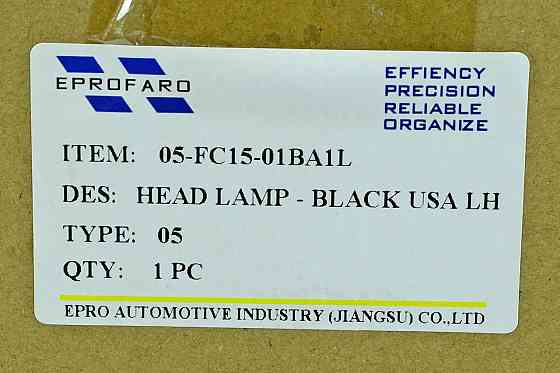 EPROFARO
EFFIENCY
PRECISION
RELIABLE
ORGANIZE
ITEM: 05-FC15-01BA1L
DES: HEAD LAMP - BLACK USA LH
TYPE: 05
QTY: 1 PC
EPRO AUTOMOTIVE INDUSTRY (JIANGSU) CO.,LTD